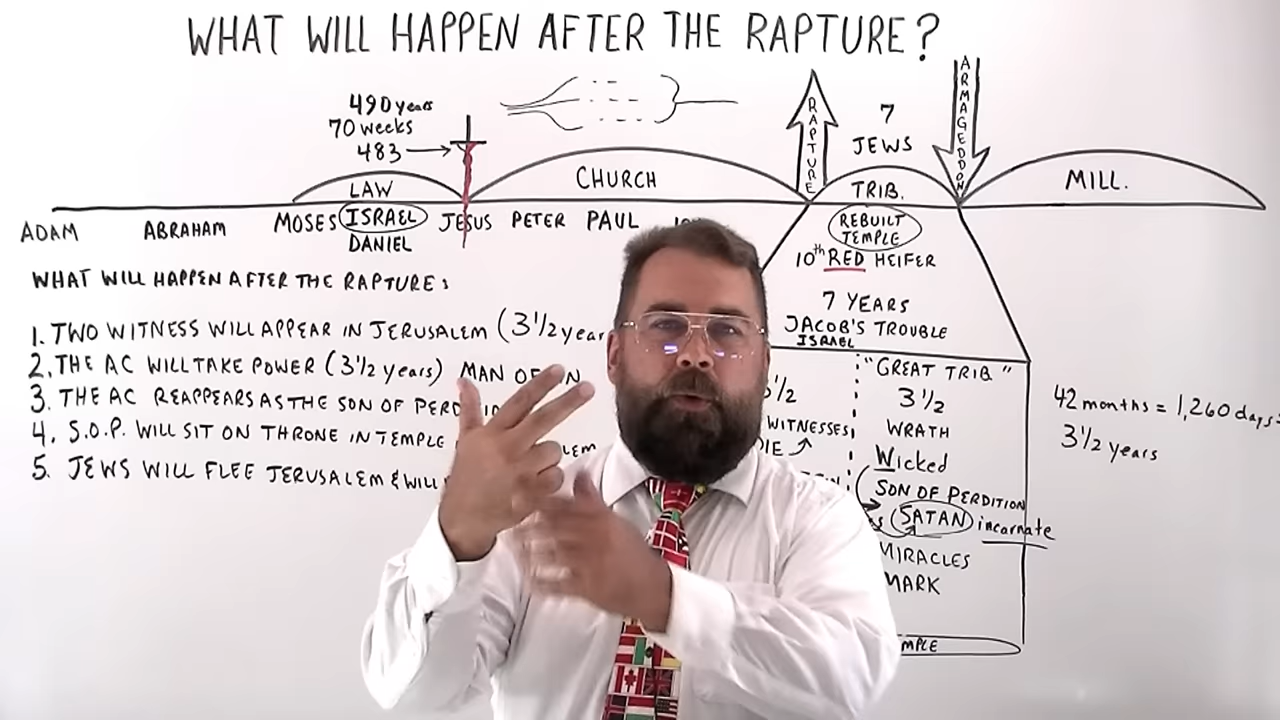 WHAT WILL HAPPEN AFTER THE RAPTURE?
490 years
70 weeks
483
LAW
CHURCH
RAPTURE
7
JEWS
TRIB.
ARMAGEDDON
MILL.
ADAM
ABRAHAM
MOSES
ISRAEL
DANIEL
JESUS
PETER
PAUL
REBUILT
TEMPLE
10th RED HEIFER
7 YEARS
JACOB'S TROUBLE
ISRAEL
WHAT WILL HAPPEN AFTER THE RAPTURE:
1. TWO WITNESS WILL APPEAR IN JERUSALEM (3½ year
2. THE AC WILL TAKE POWER (3½ years) MAN OF
3. THE AC REAPPEARS AS THE SON OF
4. S.O.P. WILL SIT ON THRONE IN TEMPLE
5. JEWS WILL FLEE JERUSALEM & WILL
WITNESSES
"GREAT TRIB"
3½
WRATH
Wicked
SON OF PERDITION
SATAN incarnate
MIRACLES
MARK
42 months = 1,260 days=
3½ years